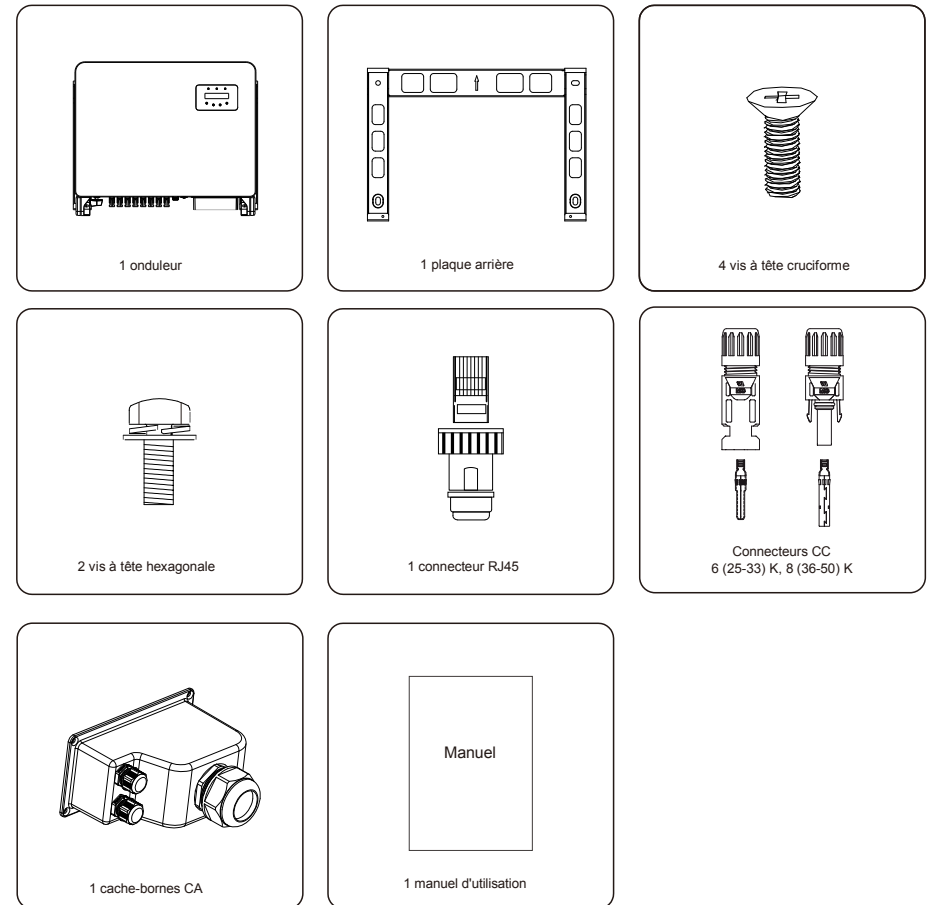 1 onduleur
1 plaque arrière
4 vis à tête cruciforme
2 vis à tête hexagonale
1 connecteur RJ45
Connecteurs CC
6 (25-33) K, 8 (36-50) K
1 cache-bornes CA
Manuel
1 manuel d'utilisation